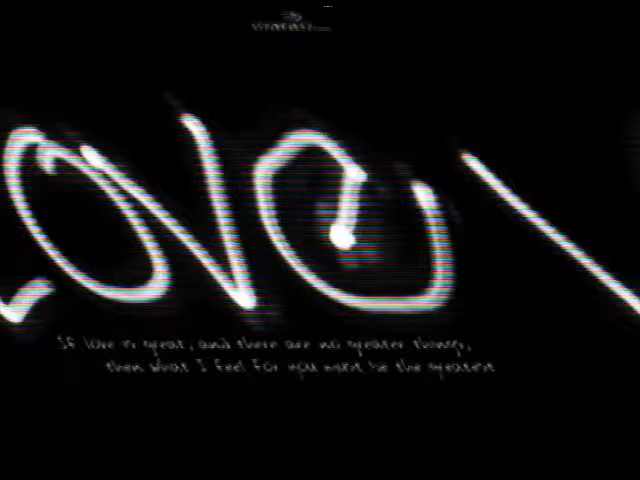 LOVE
If love is great, and there are no greater things,
then what I feel for you must be the greatest